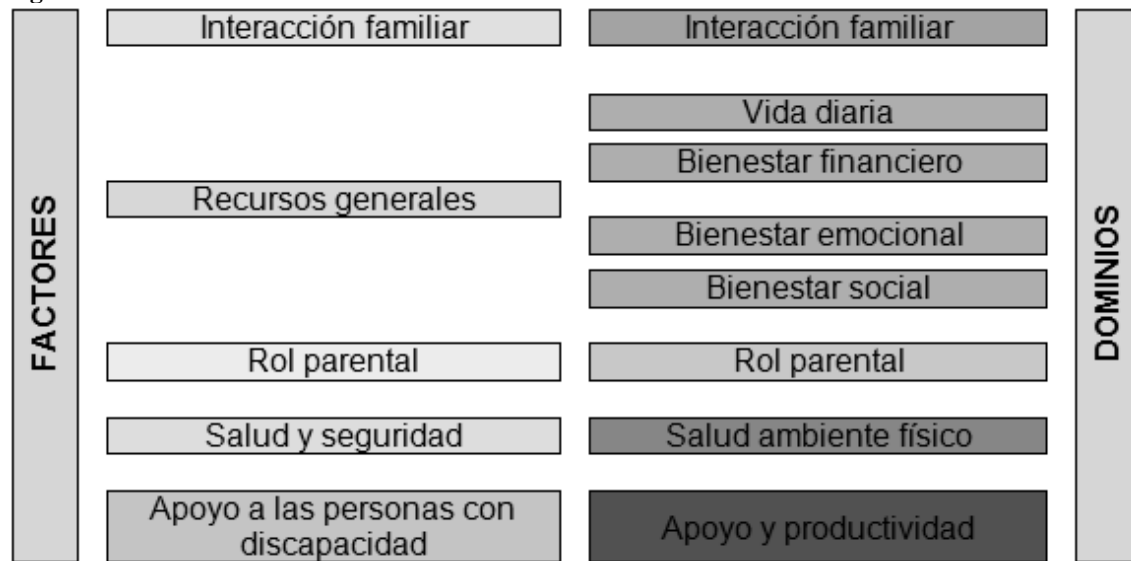 FACTORES
Interacción familiar
Recursos generales
Rol parental
Salud y seguridad
Apoyo a las personas con
discapacidad
Interacción familiar
Vida diaria
Bienestar financiero
Bienestar emocional
Bienestar social
Rol parental
Salud ambiente físico
Apoyo y productividad
DOMINIOS